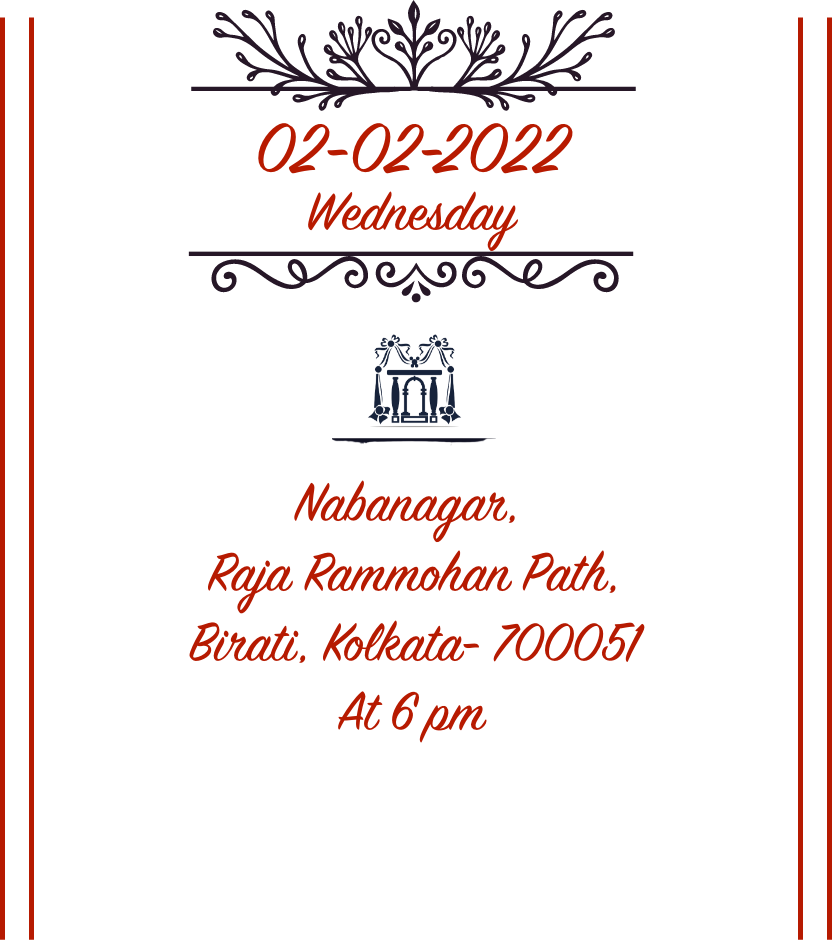 02-02-2022
Wednesday
Nabanagar,
Raja Rammohan Path,
Birati, Kolkata- 700051
At 6 pm